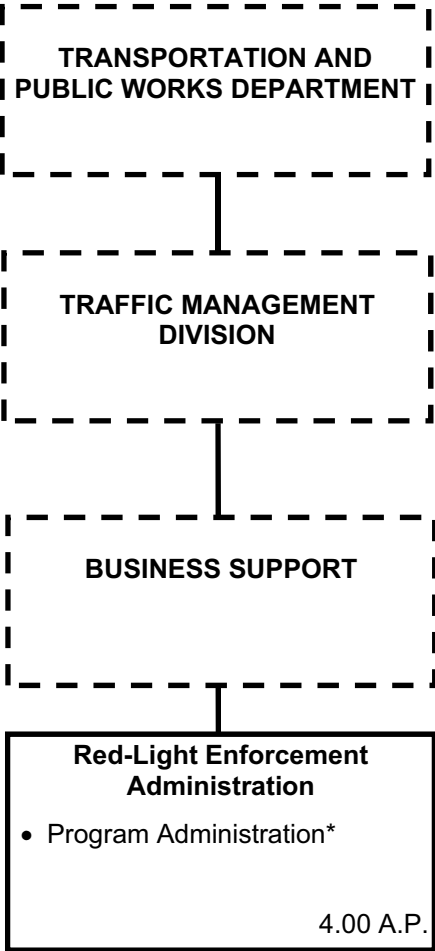 TRANSPORTATION AND
PUBLIC WORKS DEPARTMENT
TRAFFIC MANAGEMENT
DIVISION
BUSINESS SUPPORT
Red-Light Enforcement
Administration
• Program Administration*
4.00 A.P.